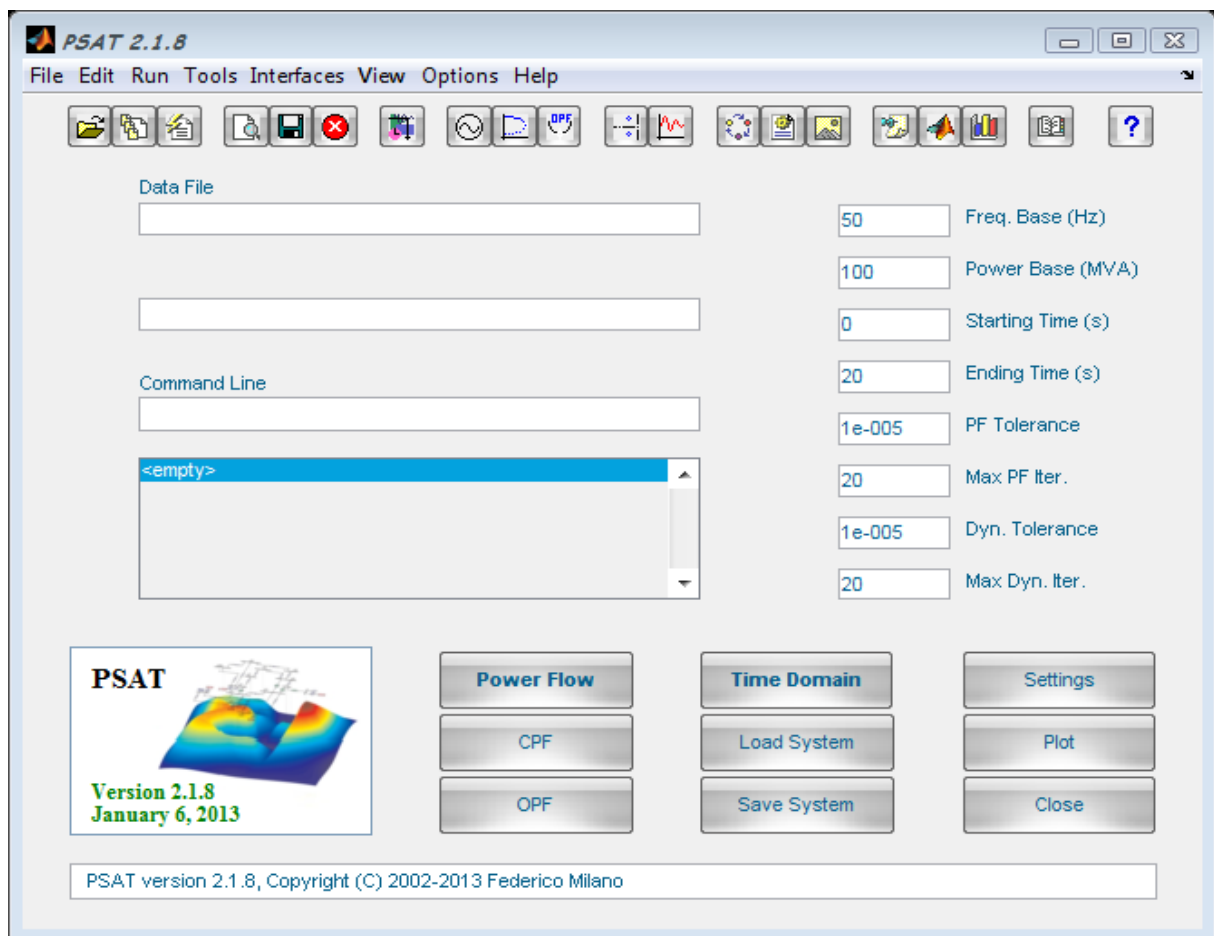 PSAT 2.1.8
File Edit Run Tools Interfaces View Options Help
OPF
?
Data File
50 Freq. Base (Hz)
100 Power Base (MVA)
0 Starting Time (s)
Command Line
20 Ending Time (s)
1e-005 PF Tolerance
<empty>
20 Max PF Iter.
1e-005 Dyn. Tolerance
20 Max Dyn. Iter.
PSAT
Version 2.1.8
January 6, 2013
Power Flow Time Domain Settings
CPF Load System Plot
OPF Save System Close
PSAT version 2.1.8, Copyright (C) 2002-2013 Federico Milano